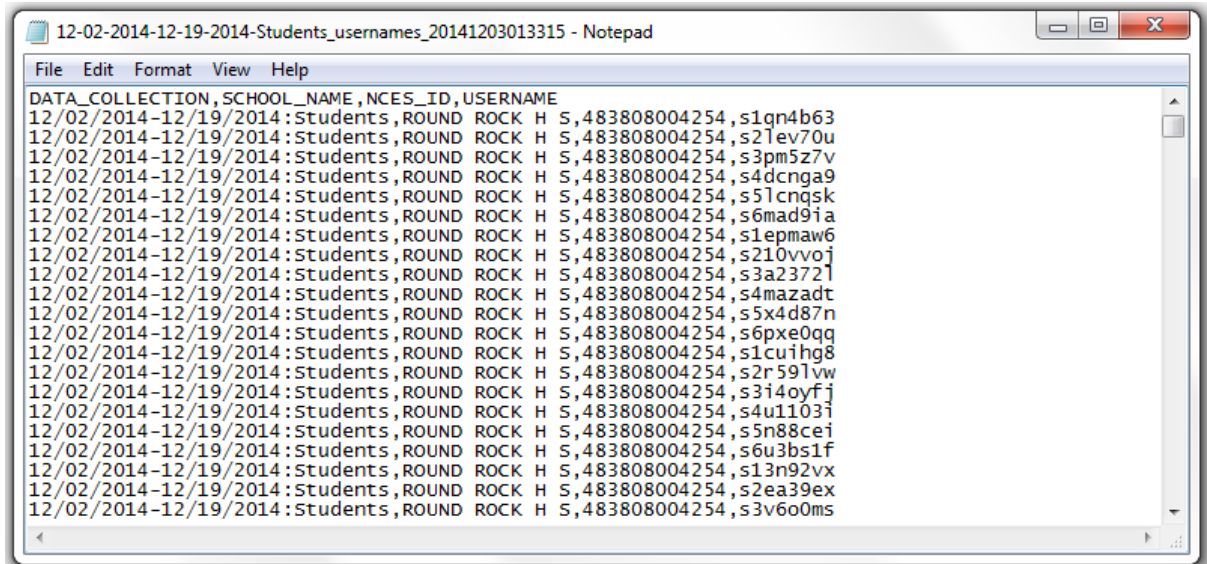 12-02-2014-12-19-2014-Students_usernames_20141203013315 - Notepad
File Edit Format View Help
DATA_COLLECTION,SCHOOL_NAME,NCES_ID,USERNAME
12/02/2014-12/19/2014:Students,ROUND ROCK H S,483808004254,s1qn4b63
12/02/2014-12/19/2014:Students,ROUND ROCK H S,483808004254,s2lev70u
12/02/2014-12/19/2014:Students,ROUND ROCK H S,483808004254,s3pm5z7v
12/02/2014-12/19/2014:Students,ROUND ROCK H S,483808004254,s4dcnga9
12/02/2014-12/19/2014:Students,ROUND ROCK H S,483808004254,s5lcnqsk
12/02/2014-12/19/2014:Students,ROUND ROCK H S,483808004254,s6mad9ia
12/02/2014-12/19/2014:Students,ROUND ROCK H S,483808004254,s1epmaw6
12/02/2014-12/19/2014:Students,ROUND ROCK H S,483808004254,s210vvoj
12/02/2014-12/19/2014:Students,ROUND ROCK H S,483808004254,s3a2372l
12/02/2014-12/19/2014:Students,ROUND ROCK H S,483808004254,s4mazadt
12/02/2014-12/19/2014:Students,ROUND ROCK H S,483808004254,s5x4d87n
12/02/2014-12/19/2014:Students,ROUND ROCK H S,483808004254,s6pxe0qq
12/02/2014-12/19/2014:Students,ROUND ROCK H S,483808004254,s1cuihg8
12/02/2014-12/19/2014:Students,ROUND ROCK H S,483808004254,s2r59lvw
12/02/2014-12/19/2014:Students,ROUND ROCK H S,483808004254,s3i4oyfj
12/02/2014-12/19/2014:Students,ROUND ROCK H S,483808004254,s4u1103i
12/02/2014-12/19/2014:Students,ROUND ROCK H S,483808004254,s5n88cei
12/02/2014-12/19/2014:Students,ROUND ROCK H S,483808004254,s6u3bs1f
12/02/2014-12/19/2014:Students,ROUND ROCK H S,483808004254,s13n92vx
12/02/2014-12/19/2014:Students,ROUND ROCK H S,483808004254,s2ea39ex
12/02/2014-12/19/2014:Students,ROUND ROCK H S,483808004254,s3v6o0ms